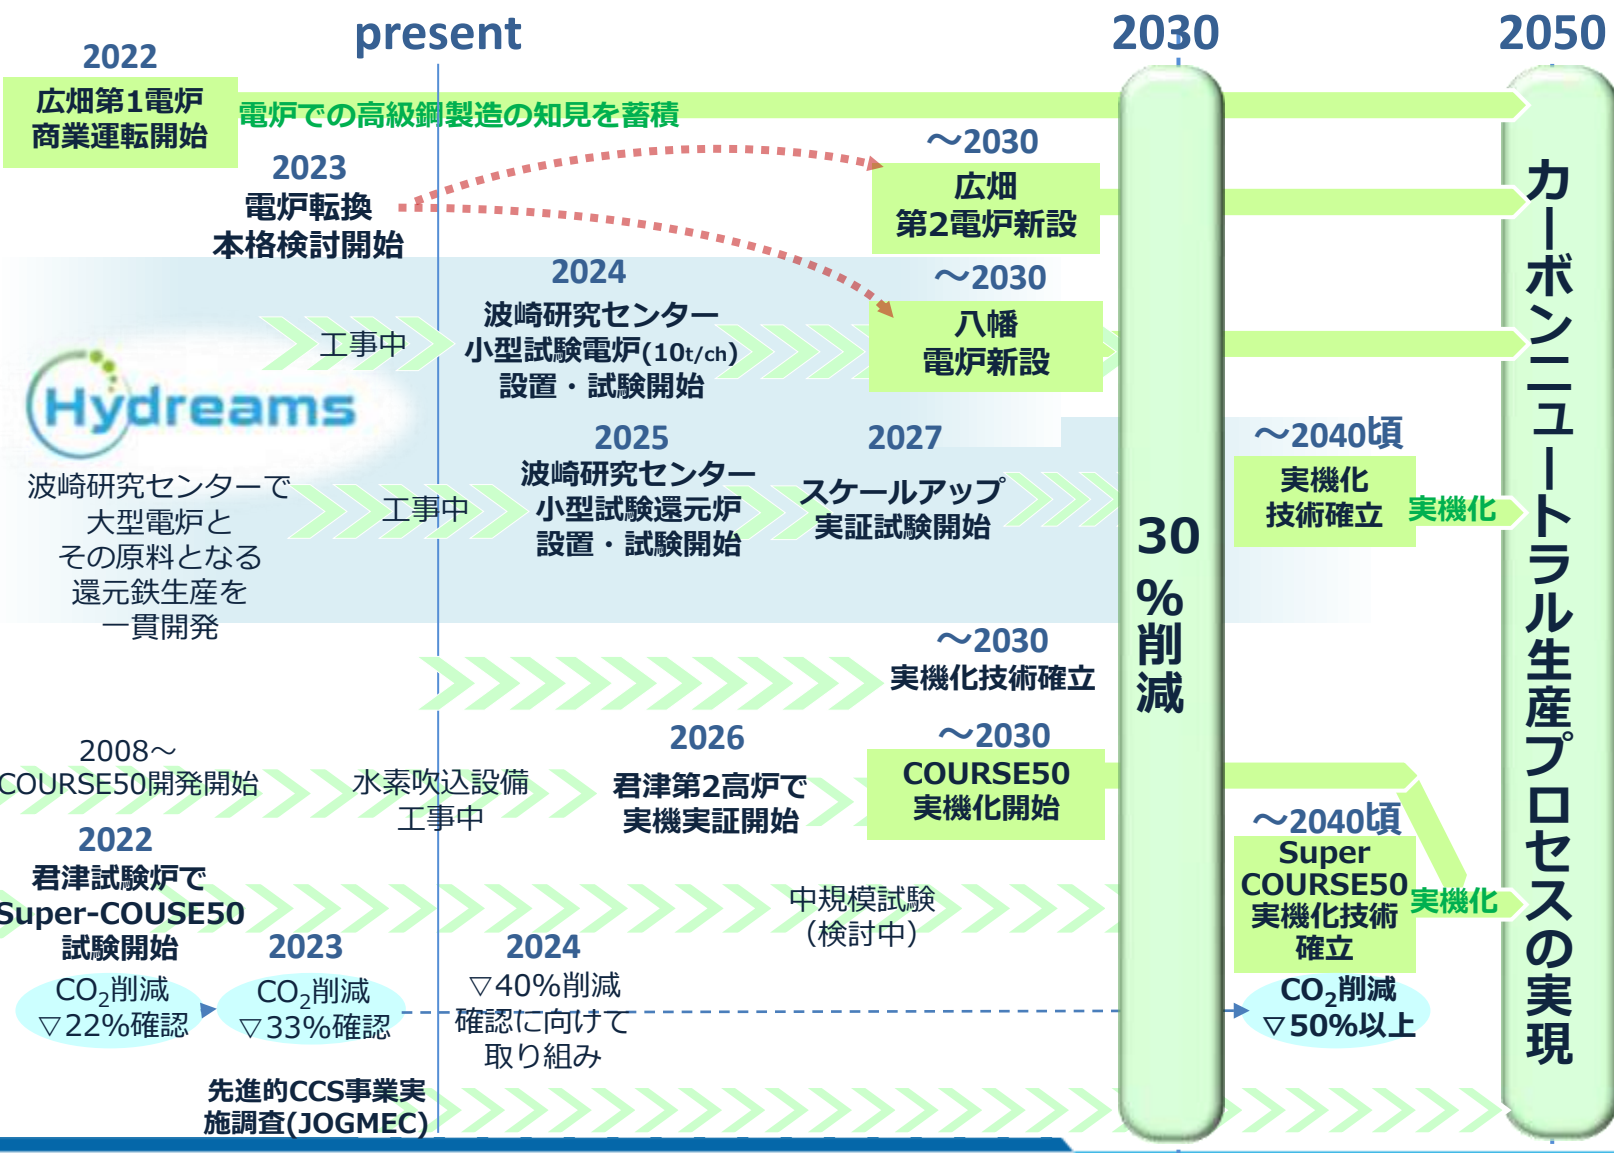 present
2030
2050
2022
広畑第1電炉
商業運転開始
電炉での高級鋼製造の知見を蓄積
2023
電炉転換
本格検討開始
～2030
広畑
第2電炉新設
2024
波崎研究センター
小型試験電炉(10t/ch)
設置・試験開始
工事中
～2030
八幡
電炉新設
Hydreams
波崎研究センターで
大型電炉と
その原料となる
還元鉄生産を
一貫開発
工事中
2025
波崎研究センター
小型試験還元炉
設置・試験開始
2027
スケールアップ
実証試験開始
～2040頃
実機化
技術確立
実機化
30
%
削
減
カーボンニュートラル生産プロセスの実現
～2030
実機化技術確立
2008～
COURSE50開発開始
水素吹込設備
工事中
2026
君津第2高炉で
実機実証開始
～2030
COURSE50
実機化開始
2022
君津試験炉で
Super-COUSE50
試験開始
中規模試験
（検討中）
～2040頃
Super
COURSE50
実機化技術
確立
実機化
CO₂削減
▽22%確認
2023
CO₂削減
▽33%確認
2024
▽40%削減
確認に向けて
取り組み
CO₂削減
▽50%以上
先進的CCS事業実
施調査(JOGMEC)